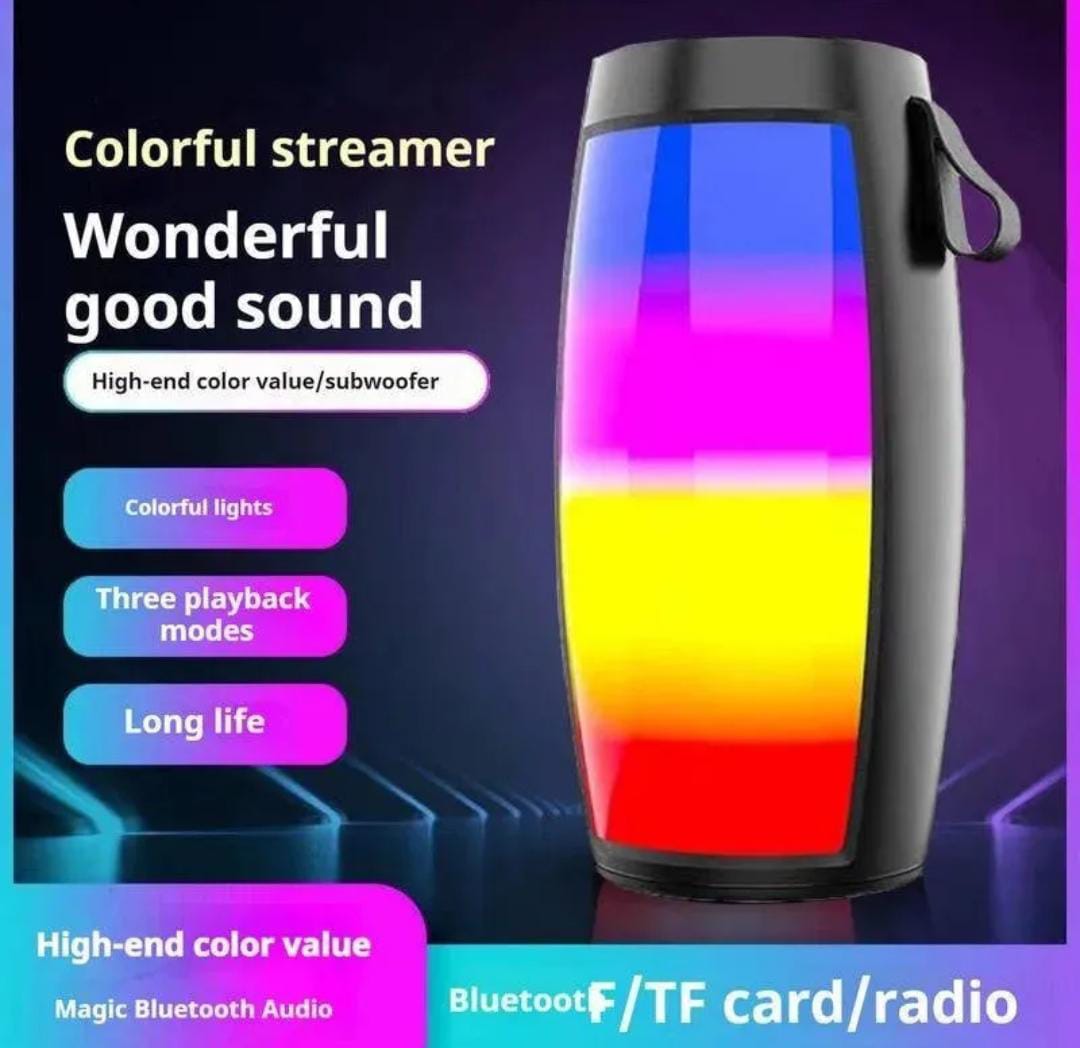 Colorful streamer
Wonderful
good sound
High-end color value/subwoofer
Colorful lights
Three playback
modes
Long life
High-end color value
Magic Bluetooth Audio
/TF card/radio